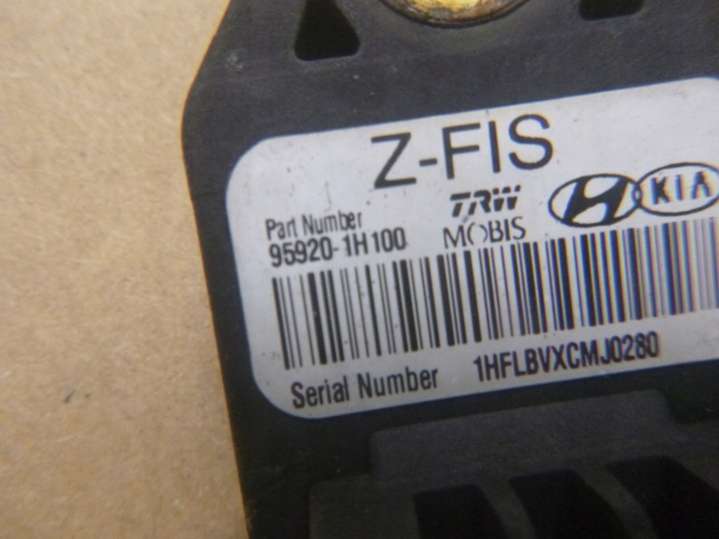 Z-FIS
Part Number
95920-1H100
TRW
MOBIS
KIA
Serial Number 1HFLBVXCMJ0280